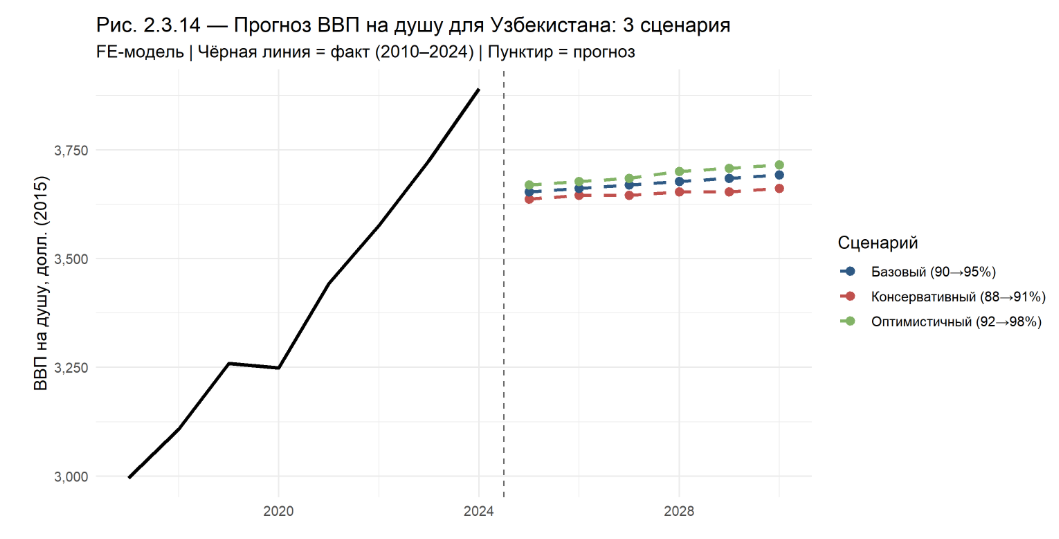 Рис. 2.3.14 — Прогноз ВВП на душу для Узбекистана: 3 сценария
FE-модель | Чёрная линия = факт (2010–2024) | Пунктир = прогноз
ВВП на душу, долл. (2015)
3,750
3,500
3,250
3,000
2020
2024
2028
Сценарий
Базовый (90→95%)
Консервативный (88→91%)
Оптимистичный (92→98%)